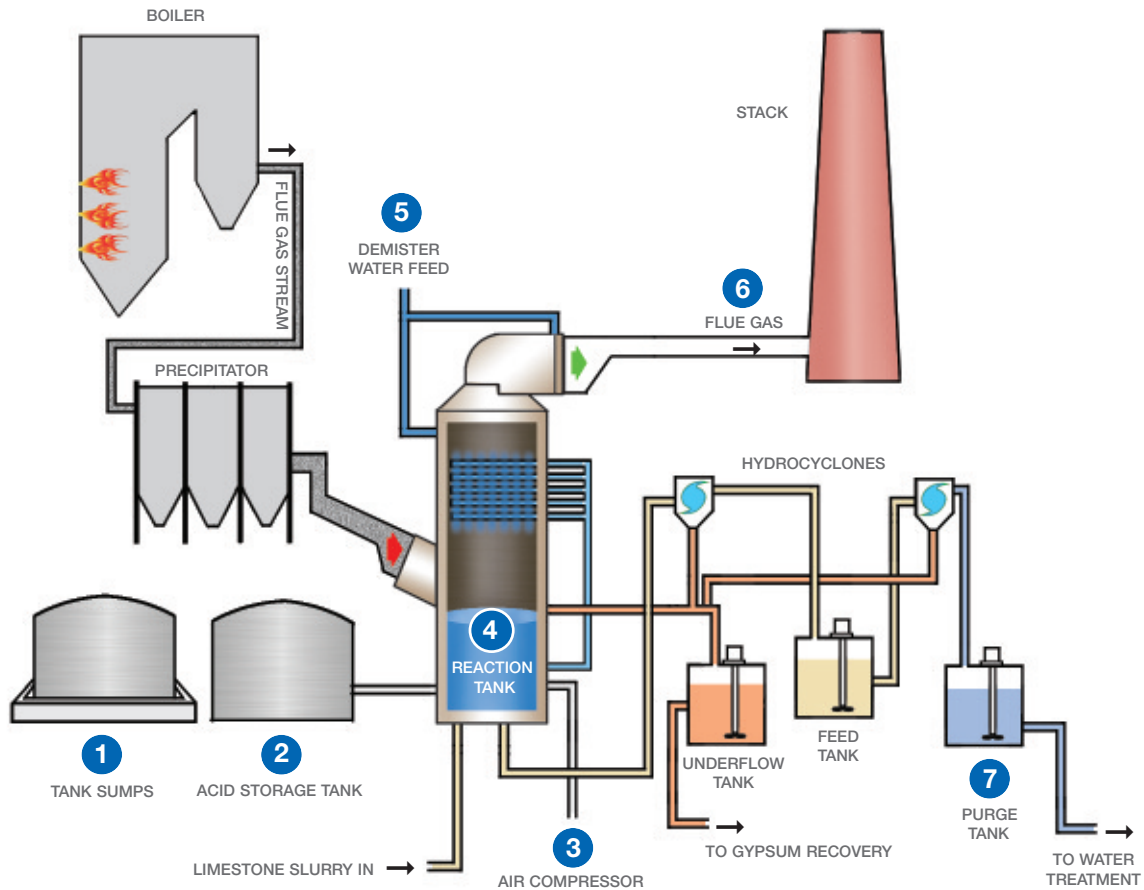 BOILER
STACK
FLUE GAS STREAM
5
DEMISTER
WATER FEED
6
FLUE GAS
PRECIPITATOR
HYDROCYCLONES
4
REACTION
TANK
1
TANK SUMPS
2
ACID STORAGE TANK
UNDERFLOW
TANK
FEED
TANK
7
PURGE
TANK
3
AIR COMPRESSOR
LIMESTONE SLURRY IN
TO GYPSUM RECOVERY
TO WATER
TREATMENT